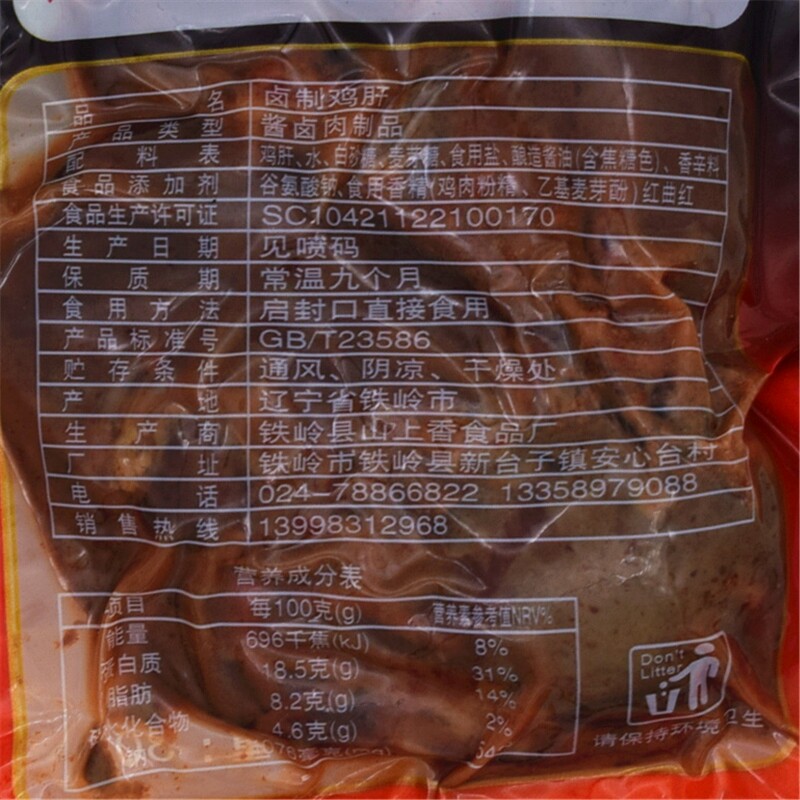 品名 卤制鸡肝
产品类型 酱卤肉制品
配料表 鸡肝、水、白砂糖、麦芽糖、食用盐、酿造酱油(含焦糖色)、香辛料
食品添加剂 谷氨酸钠、食用香精(鸡肉粉精、乙基麦芽酚)红曲红
食品生产许可证 SC10421122100170
生产日期 见喷码
保质期 常温九个月
食用方法 启封口直接食用
产品标准号 GB/T23586
贮存条件 通风、阴凉、干燥处
产地 辽宁省铁岭市
生产商 铁岭县山上香食品厂
厂址 铁岭市铁岭县新台子镇安心台村
电话 024-78866822 13358979088
销售热线 13998312968
营养成分表
项目 每100克(g) 营养素参考值NRV%
能量 696千焦(kJ) 8%
蛋白质 18.5克(g) 31%
脂肪 8.2克(g) 14%
碳水化合物 4.6克(g) 2%
钠
Don't
Litter
请保持环境卫生